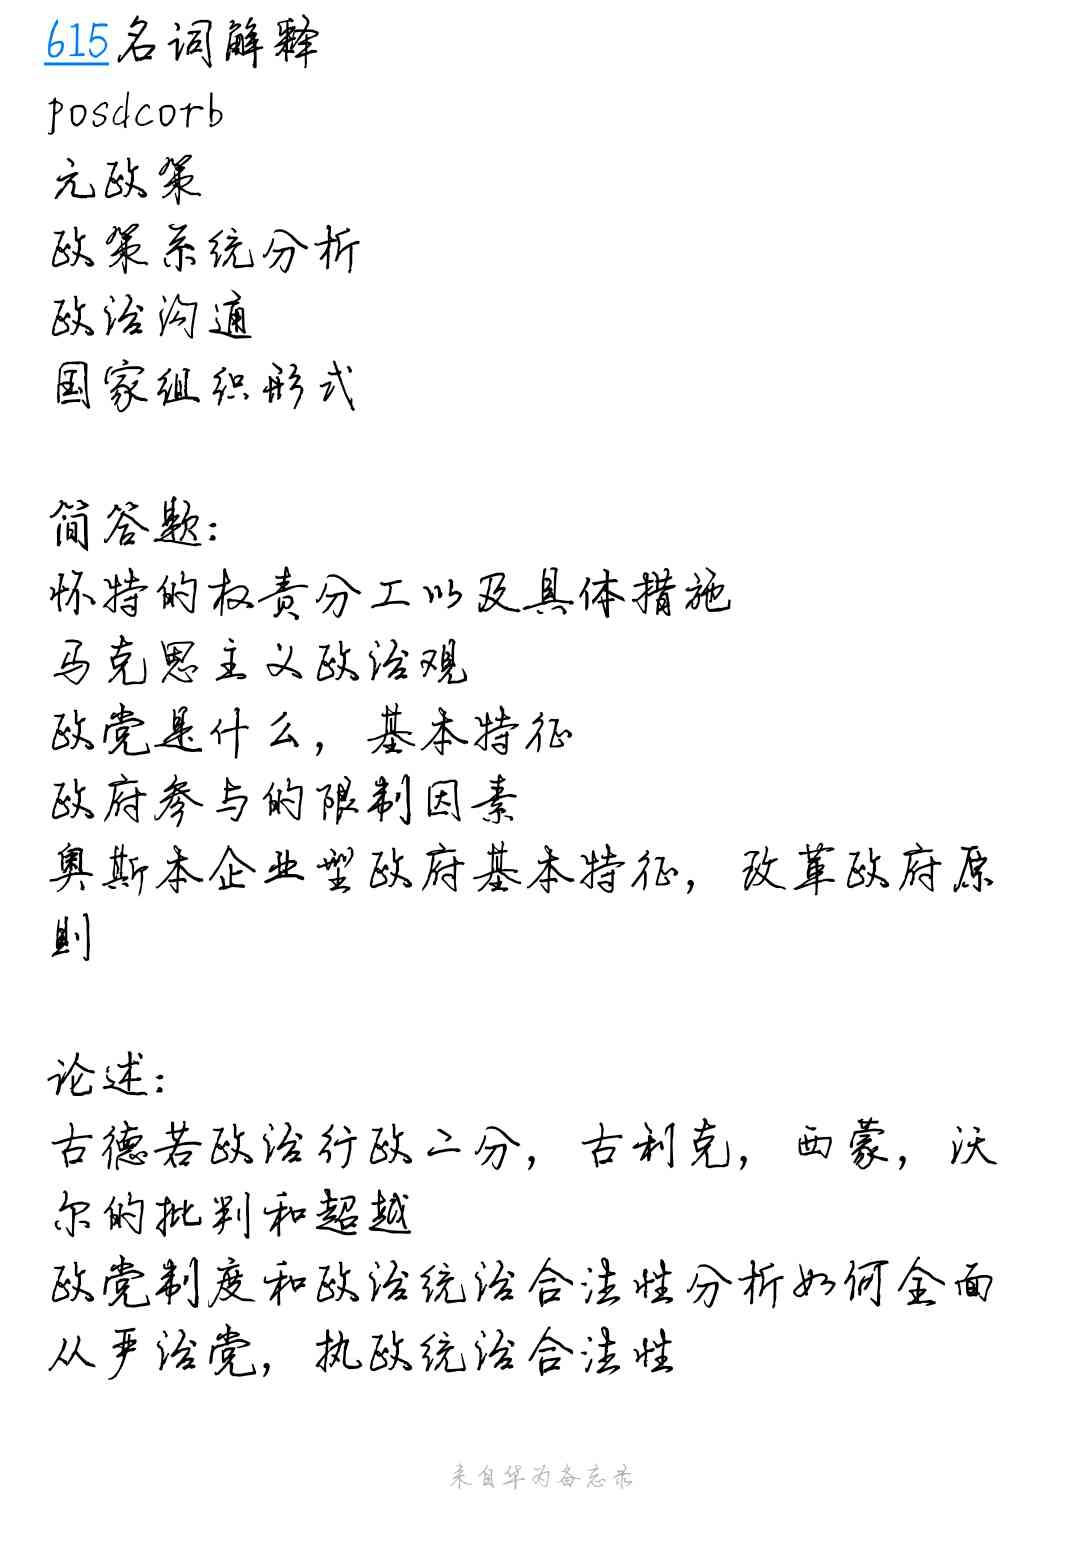 615名词解释
posdcorb
元政策
政策系统分析
政治沟通
国家组织形式
简答题：
怀特的权责分工以及具体措施
马克思主义政治观
政党是什么，基本特征
政府参与的限制因素
奥斯本企业型政府基本特征，改革政府原
则
论述：
古德若政治行政二分，古利克，西蒙，沃
尔的批判和超越
政党制度和政治统治合法性分析如何全面
从严治党，执政统治合法性
来自华为备忘录